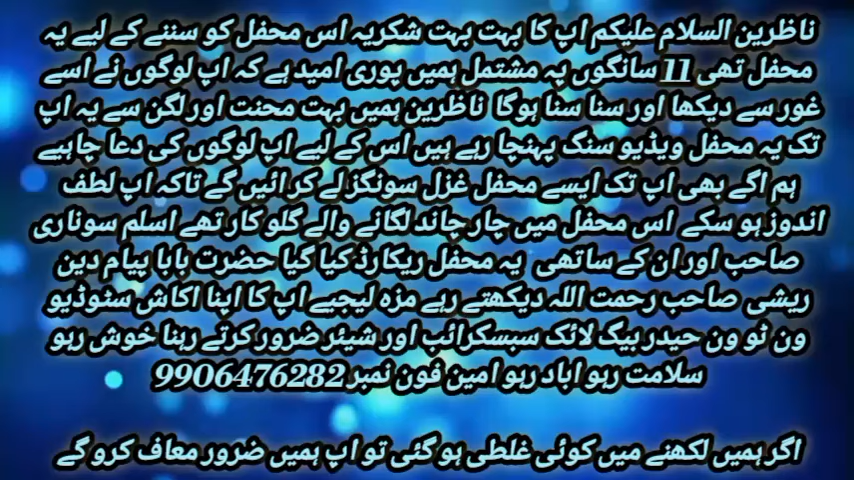 ناظرین السلام علیکم اپ کا بہت بہت شکریہ اس محفل کو سننے کے لیے یہ
محفل تھی 11 سانگوں پہ مشتمل ہمیں پوری امید ہے کہ اپ لوگوں نے اسے
غور سے دیکھا اور سنا سنا ہوگا ناظرین ہمیں بہت محنت اور لگن سے یہ اپ
تک یہ محفل ویڈیو سنگ پہنچا رہے ہیں اس کے لیے اپ لوگوں کی دعا چاہیے
ہم اگے بھی اپ تک ایسے محفل غزل سونگز لے کر ائیں گے تاکہ اپ لطف
اندوز ہو سکے اس محفل میں چار چاند لگانے والے گلو کار تھے اسلم سوناری
صاحب اور ان کے ساتھی یہ محفل ریکارڈ کیا گیا حضرت بابا پیام دین
ریشی صاحب رحمت اللہ دیکھتے رہے مزہ لیجیے اپ کا اپنا اکاش سٹوڈیو
ون ٹو ون حیدر بیگ لائک سبسکرائب اور شیئر ضرور کرتے رہنا خوش رہو
سلامت رہو اباد رہو امین فون نمبر 9906476282
اگر ہمیں لکھنے میں کوئی غلطی ہو گئی تو اپ ہمیں ضرور معاف کرو گے